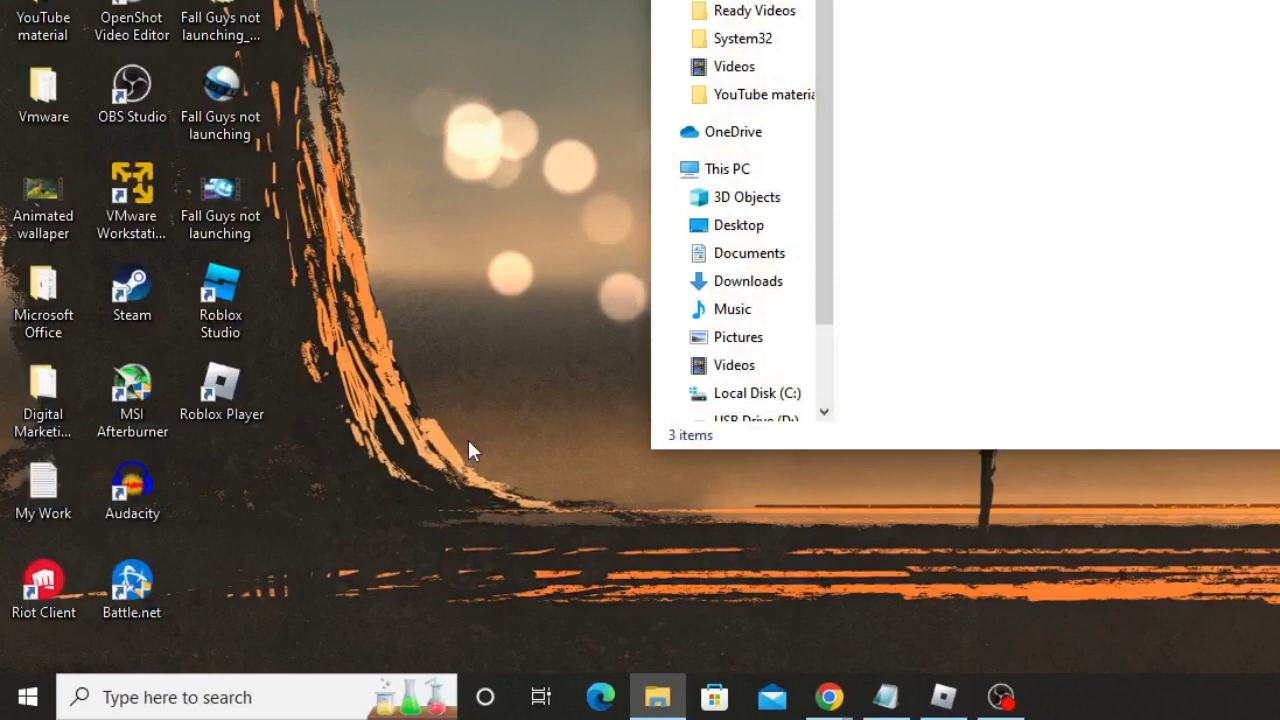 YouTube
material
OpenShot
Video Editor
Fall Guys not
launching_...
Vmware
OBS Studio
Fall Guys not
launching
Animated
wallaper
VMware
Workstati...
Fall Guys not
launching
Microsoft
Office
Steam
Roblox
Studio
Digital
Marketi...
MSI
Afterburner
Roblox Player
My Work
Audacity
Riot Client
Battle.net
Ready Videos
System32
Videos
YouTube materia
OneDrive
This PC
3D Objects
Desktop
Documents
Downloads
Music
Pictures
Videos
Local Disk (C:)
USB Drive (D:)
3 items
Type here to search